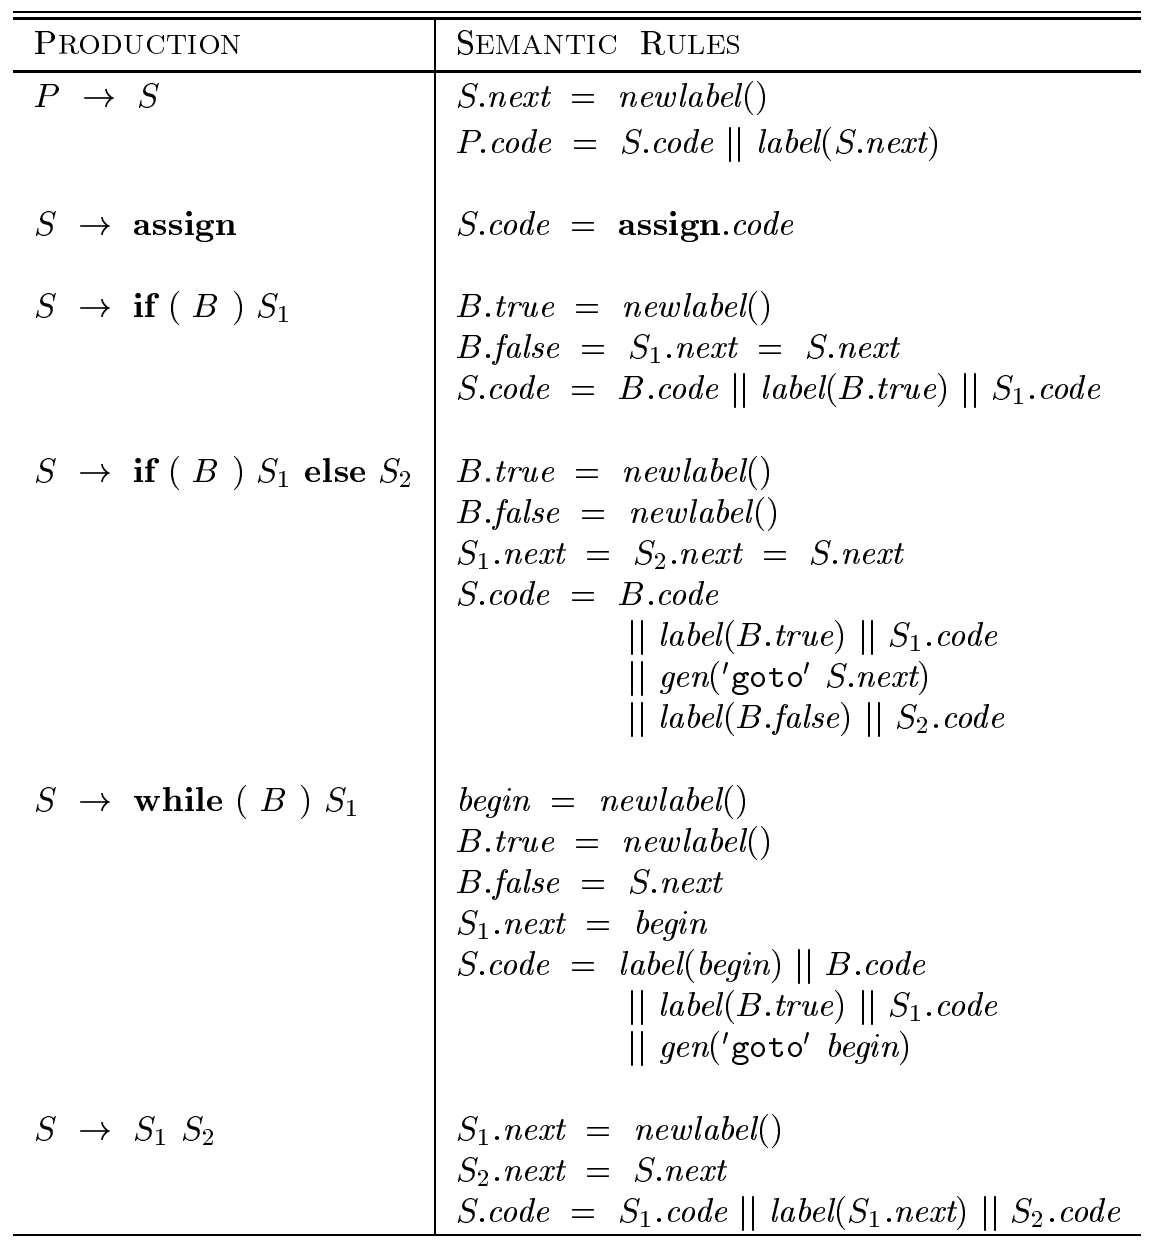 PRODUCTION SEMANTIC RULES
P → S S.next = newlabel()
P.code = S.code || label(S.next)
S → assign S.code = assign.code
S → if ( B ) S₁ B.true = newlabel()
B.false = S₁.next = S.next
S.code = B.code || label(B.true) || S₁.code
S → if ( B ) S₁ else S₂ B.true = newlabel()
B.false = newlabel()
S₁.next = S₂.next = S.next
S.code = B.code
|| label(B.true) || S₁.code
|| gen('goto' S.next)
|| label(B.false) || S₂.code
S → while ( B ) S₁ begin = newlabel()
B.true = newlabel()
B.false = S.next
S₁.next = begin
S.code = label(begin) || B.code
|| label(B.true) || S₁.code
|| gen('goto' begin)
S → S₁ S₂ S₁.next = newlabel()
S₂.next = S.next
S.code = S₁.code || label(S₁.next) || S₂.code